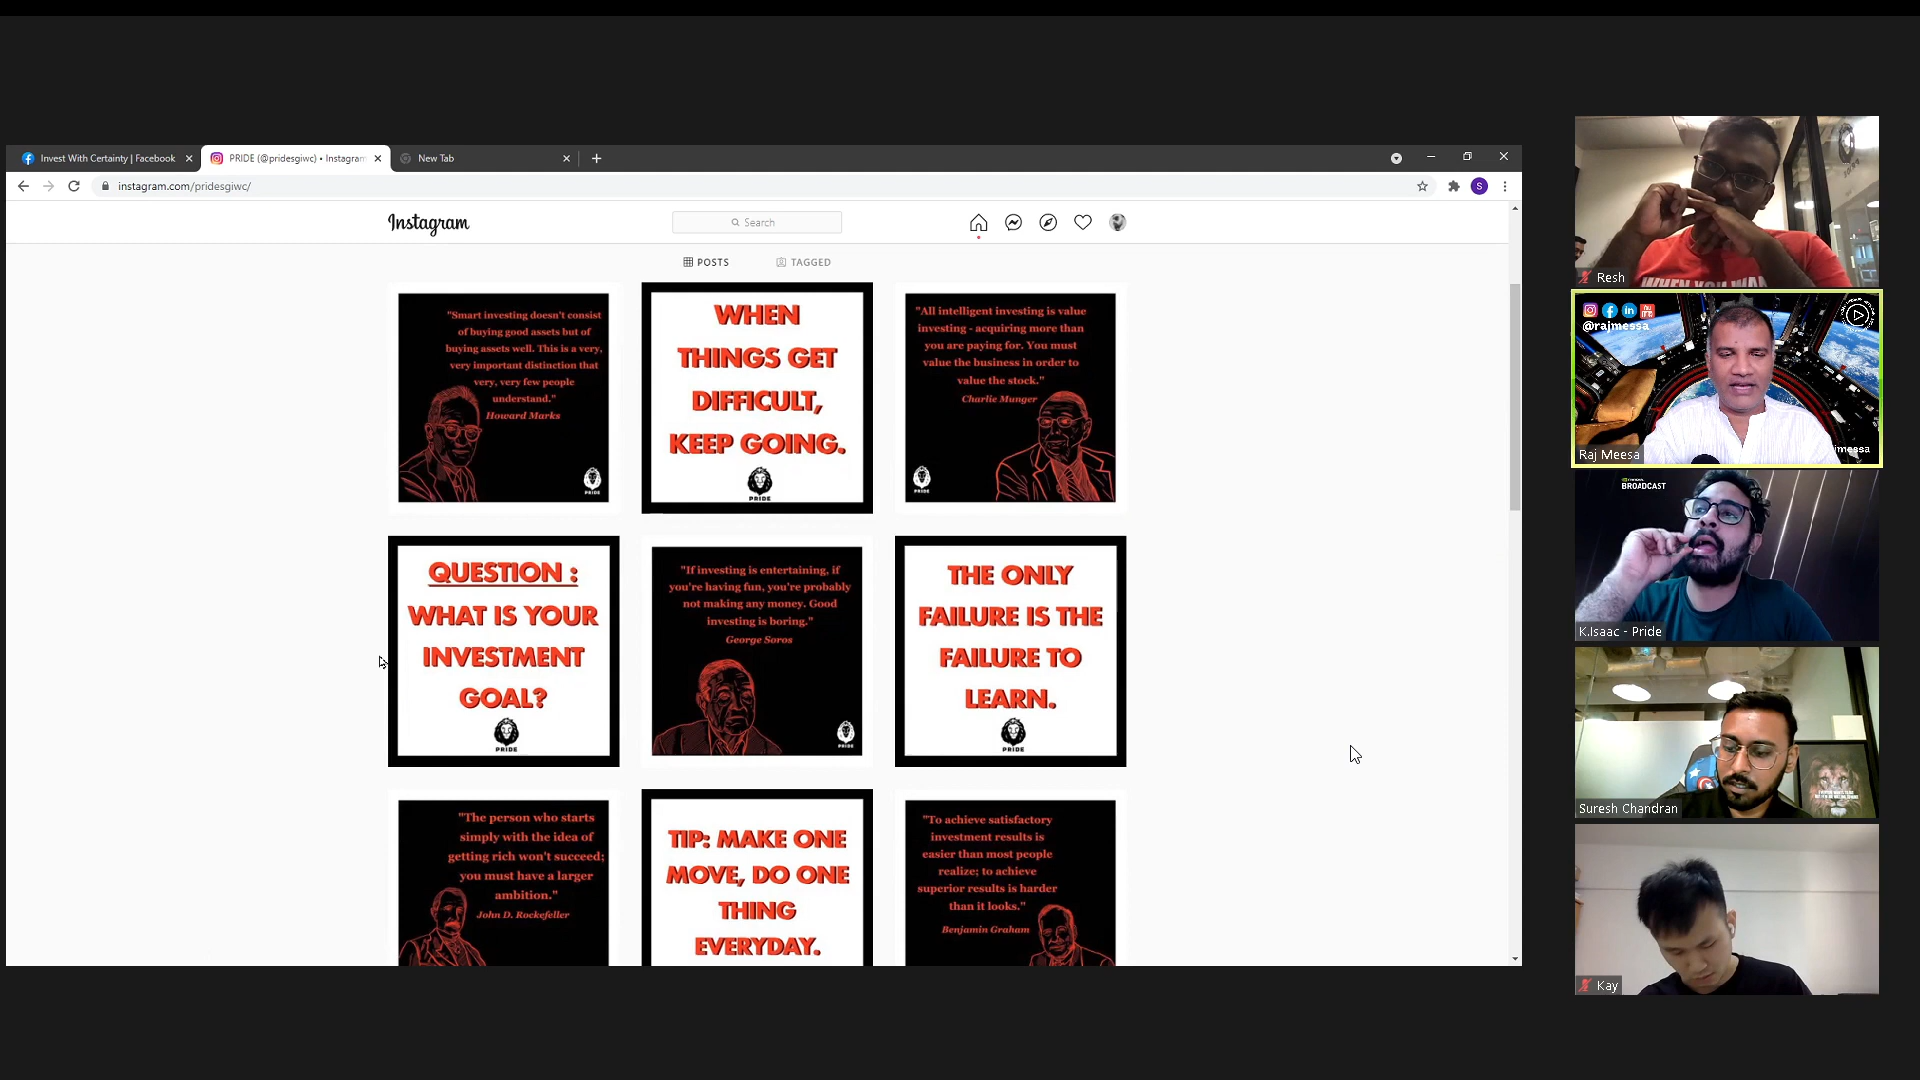 Invest With Certainty | Facebook
PRIDE (@pridesgiwc) • Instagram
New Tab
instagram.com/pridesgiwc/
S
Instagram
Search
POSTS
TAGGED
"Smart investing doesn't consist
of buying good assets but of
buying assets well. This is a very,
very important distinction that
very, very few people
understand."
Howard Marks
PRIDE
WHEN
THINGS GET
DIFFICULT,
KEEP GOING.
PRIDE
"All intelligent investing is value
investing - acquiring more than
you are paying for. You must
value the business in order to
value the stock."
Charlie Munger
PRIDE
QUESTION :
WHAT IS YOUR
INVESTMENT
GOAL?
PRIDE
"If investing is entertaining, if
you're having fun, you're probably
not making any money. Good
investing is boring."
George Soros
PRIDE
THE ONLY
FAILURE IS THE
FAILURE TO
LEARN.
PRIDE
"The person who starts
simply with the idea of
getting rich won't succeed;
you must have a larger
ambition."
John D. Rockefeller
TIP: MAKE ONE
MOVE, DO ONE
THING
EVERYDAY.
"To achieve satisfactory
investment results is
easier than most people
realize; to achieve
superior results is harder
than it looks."
Benjamin Graham
WHEN YOU WAA
Resh
@rajmessa
messa
Raj Meesa
BROADCAST
K.Isaac - Pride
Suresh Chandran
Kay